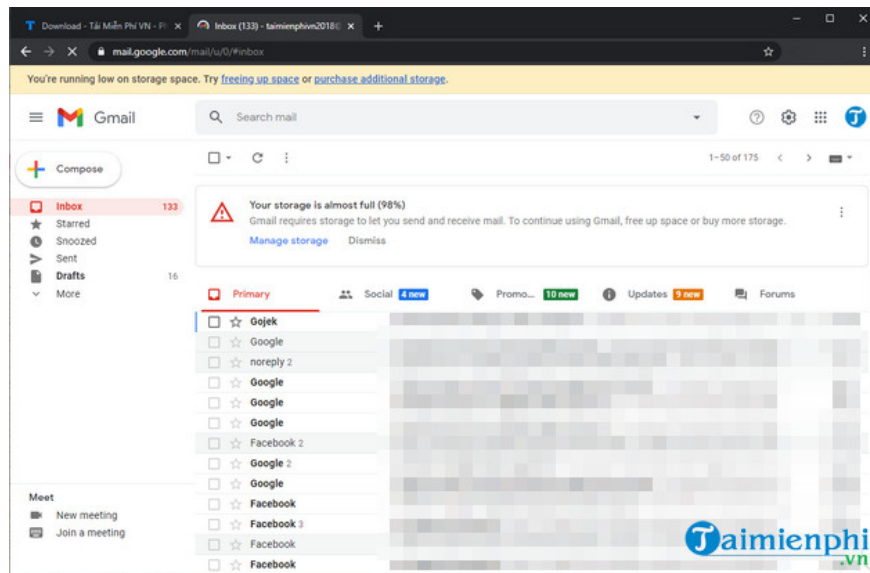 Download - Tải Miễn Phí VN - Ph
Inbox (133) - taimienphivn2018@
mail.google.com/mail/u/0/#inbox
You're running low on storage space. Try freeing up space or purchase additional storage.
Gmail
Search mail
Compose
1–50 of 175
Inbox 133
Starred
Snoozed
Sent
Drafts 16
More
Your storage is almost full (98%)
Gmail requires storage to let you send and receive mail. To continue using Gmail, free up space or buy more storage.
Manage storage Dismiss
Primary Social 4 new Promo... 10 new Updates 9 new Forums
Gojek
Google
noreply 2
Google
Google
Google
Facebook 2
Google 2
Google
Facebook
Facebook 3
Facebook
Facebook
Meet
New meeting
Join a meeting
Taimienphi
.vn